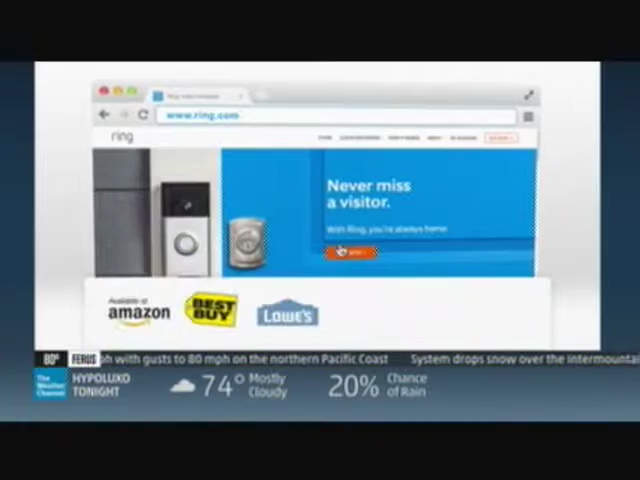 www.ring.com
ring
Never miss
a visitor.
With Ring, you're always home.
Available at
amazon
BEST
BUY
LOWE'S
80° FERUS ph with gusts to 80 mph on the northern Pacific Coast System drops snow over the intermounta
The
Weather
Channel
HYPOLUXO
TONIGHT
74° Mostly
Cloudy
20% Chance
of Rain